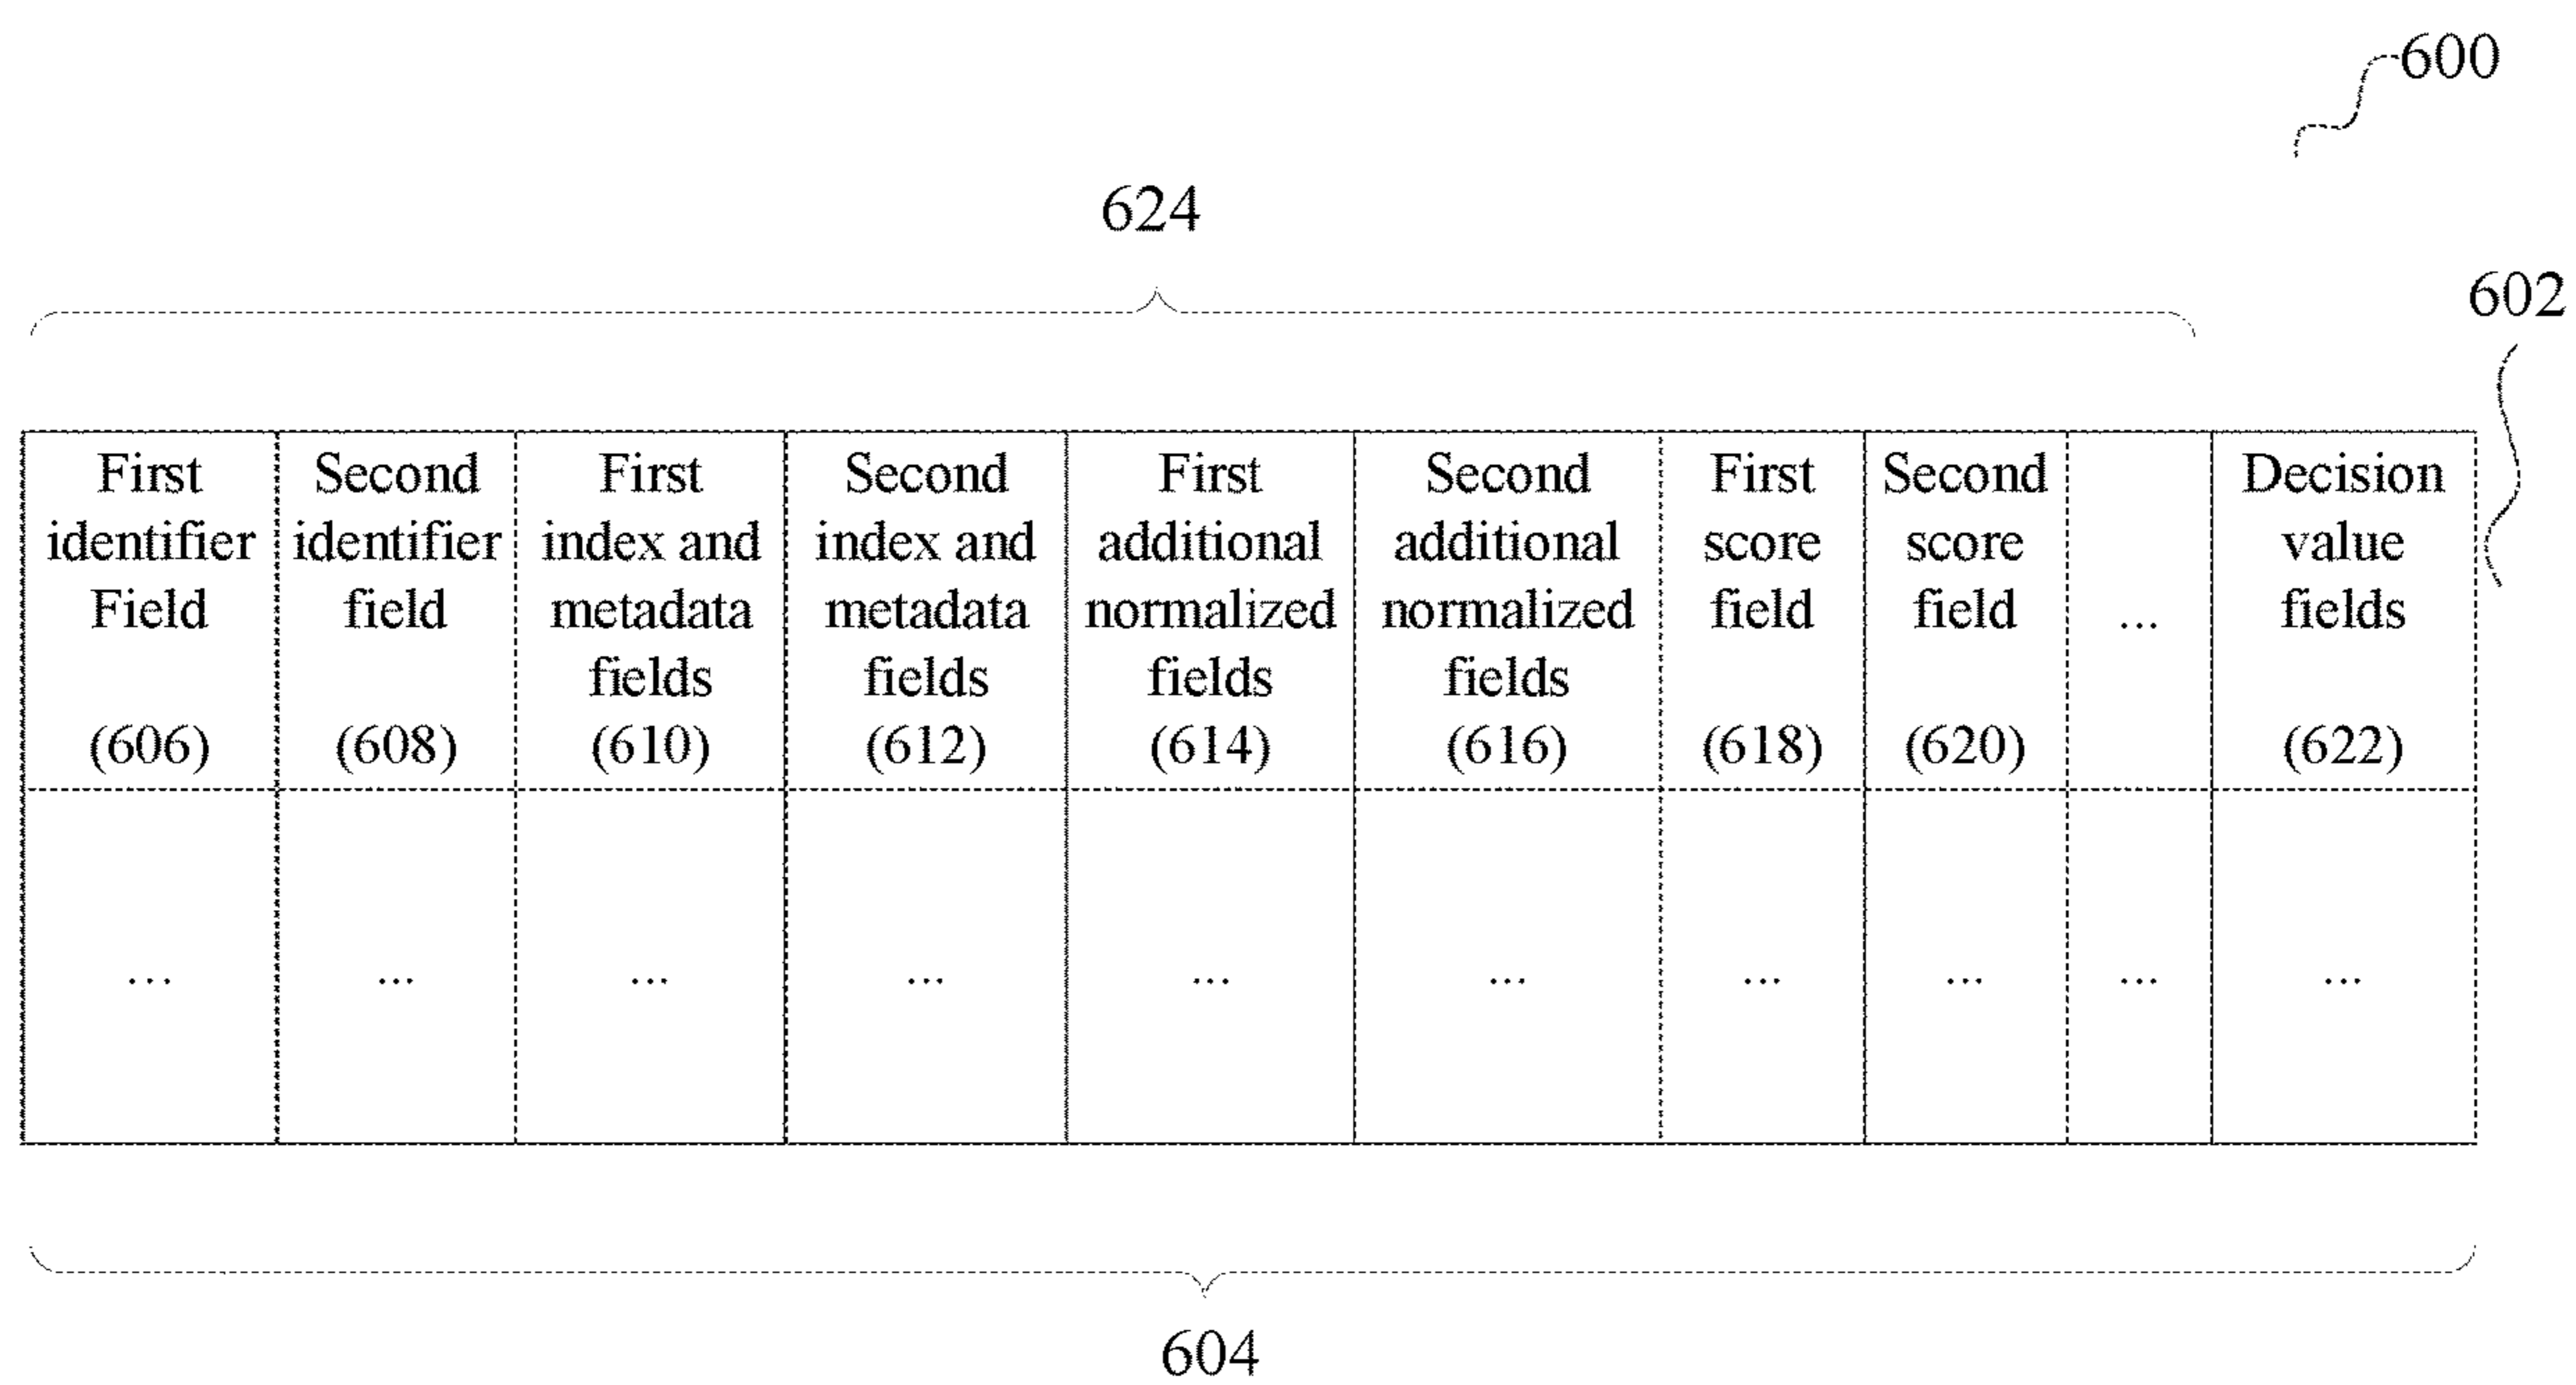 600
624
602
First
identifier
Field
(606)
Second
identifier
field
(608)
First
index and
metadata
fields
(610)
Second
index and
metadata
fields
(612)
First
additional
normalized
fields
(614)
Second
additional
normalized
fields
(616)
First
score
field
(618)
Second
score
field
(620)
...
Decision
value
fields
(622)
...
...
...
...
...
...
...
...
...
...
604